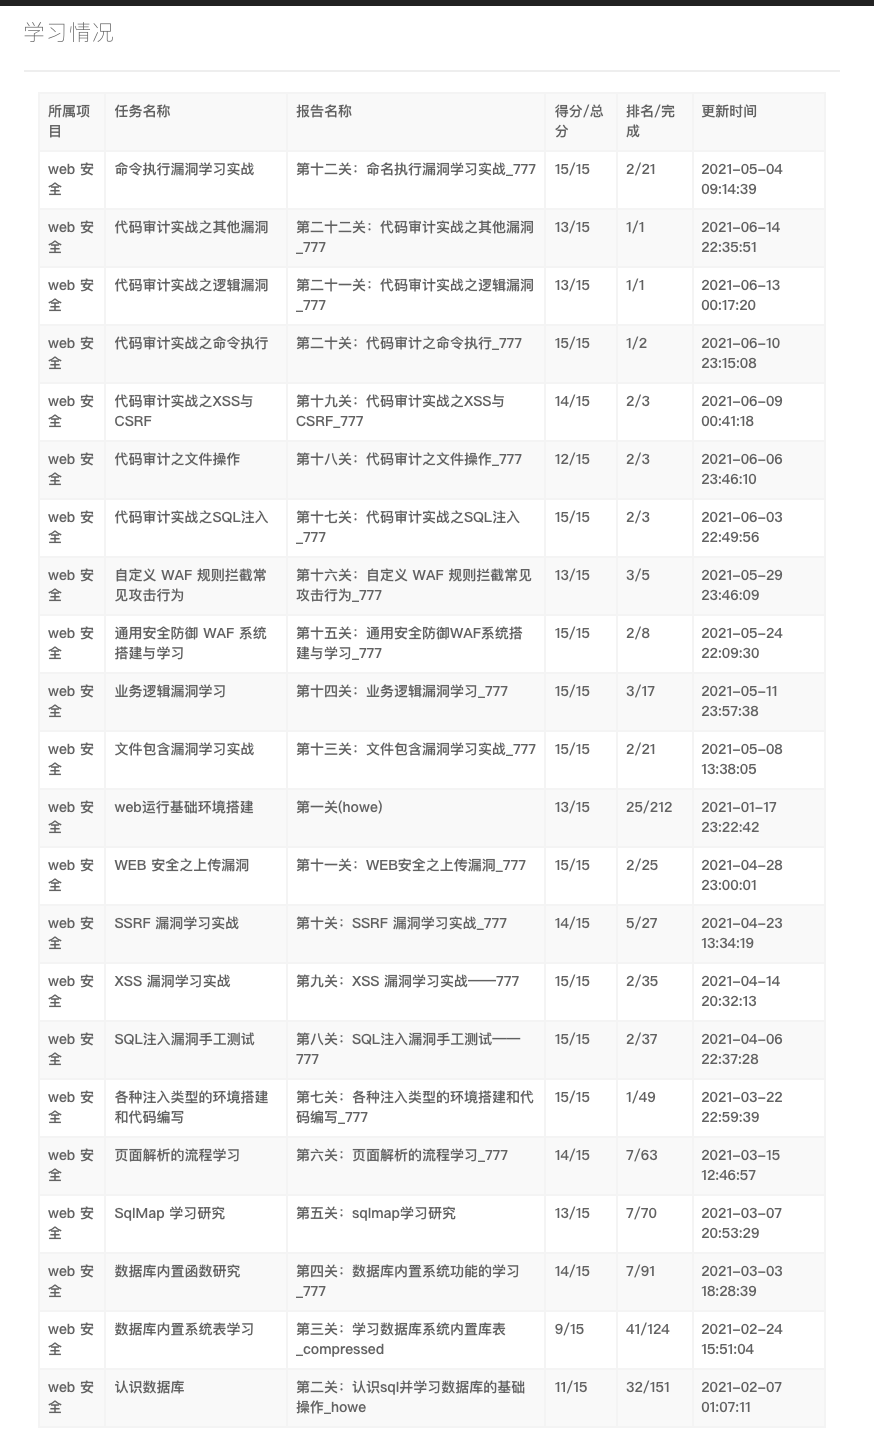 学习情况
所属项 任务名称 报告名称 得分/总 排名/完 更新时间
目 分 成
web 安 命令执行漏洞学习实战 第十二关：命名执行漏洞学习实战_777 15/15 2/21 2021-05-04
全 09:14:39
web 安 代码审计实战之其他漏洞 第二十二关：代码审计实战之其他漏洞 13/15 1/1 2021-06-14
全 _777 22:35:51
web 安 代码审计实战之逻辑漏洞 第二十一关：代码审计实战之逻辑漏洞 13/15 1/1 2021-06-13
全 _777 00:17:20
web 安 代码审计实战之命令执行 第二十关：代码审计之命令执行_777 15/15 1/2 2021-06-10
全 23:15:08
web 安 代码审计实战之XSS与 第十九关：代码审计实战之XSS与 14/15 2/3 2021-06-09
全 CSRF CSRF_777 00:41:18
web 安 代码审计之文件操作 第十八关：代码审计之文件操作_777 12/15 2/3 2021-06-06
全 23:46:10
web 安 代码审计实战之SQL注入 第十七关：代码审计实战之SQL注入 15/15 2/3 2021-06-03
全 _777 22:49:56
web 安 自定义 WAF 规则拦截常 第十六关：自定义 WAF 规则拦截常见 13/15 3/5 2021-05-29
全 见攻击行为 攻击行为_777 23:46:09
web 安 通用安全防御 WAF 系统 第十五关：通用安全防御WAF系统搭 15/15 2/8 2021-05-24
全 搭建与学习 建与学习_777 22:09:30
web 安 业务逻辑漏洞学习 第十四关：业务逻辑漏洞学习_777 15/15 3/17 2021-05-11
全 23:57:38
web 安 文件包含漏洞学习实战 第十三关：文件包含漏洞学习实战_777 15/15 2/21 2021-05-08
全 13:38:05
web 安 web运行基础环境搭建 第一关(howe) 13/15 25/212 2021-01-17
全 23:22:42
web 安 WEB 安全之上传漏洞 第十一关：WEB安全之上传漏洞_777 15/15 2/25 2021-04-28
全 23:00:01
web 安 SSRF 漏洞学习实战 第十关：SSRF 漏洞学习实战_777 14/15 5/27 2021-04-23
全 13:34:19
web 安 XSS 漏洞学习实战 第九关：XSS 漏洞学习实战——777 15/15 2/35 2021-04-14
全 20:32:13
web 安 SQL注入漏洞手工测试 第八关：SQL注入漏洞手工测试—— 15/15 2/37 2021-04-06
全 777 22:37:28
web 安 各种注入类型的环境搭建 第七关：各种注入类型的环境搭建和代 15/15 1/49 2021-03-22
全 和代码编写 码编写_777 22:59:39
web 安 页面解析的流程学习 第六关：页面解析的流程学习_777 14/15 7/63 2021-03-15
全 12:46:57
web 安 SqlMap 学习研究 第五关：sqlmap学习研究 13/15 7/70 2021-03-07
全 20:53:29
web 安 数据库内置函数研究 第四关：数据库内置系统功能的学习 14/15 7/91 2021-03-03
全 _777 18:28:39
web 安 数据库内置系统表学习 第三关：学习数据库系统内置库表 9/15 41/124 2021-02-24
全 _compressed 15:51:04
web 安 认识数据库 第二关：认识sql并学习数据库的基础 11/15 32/151 2021-02-07
全 操作_howe 01:07:11